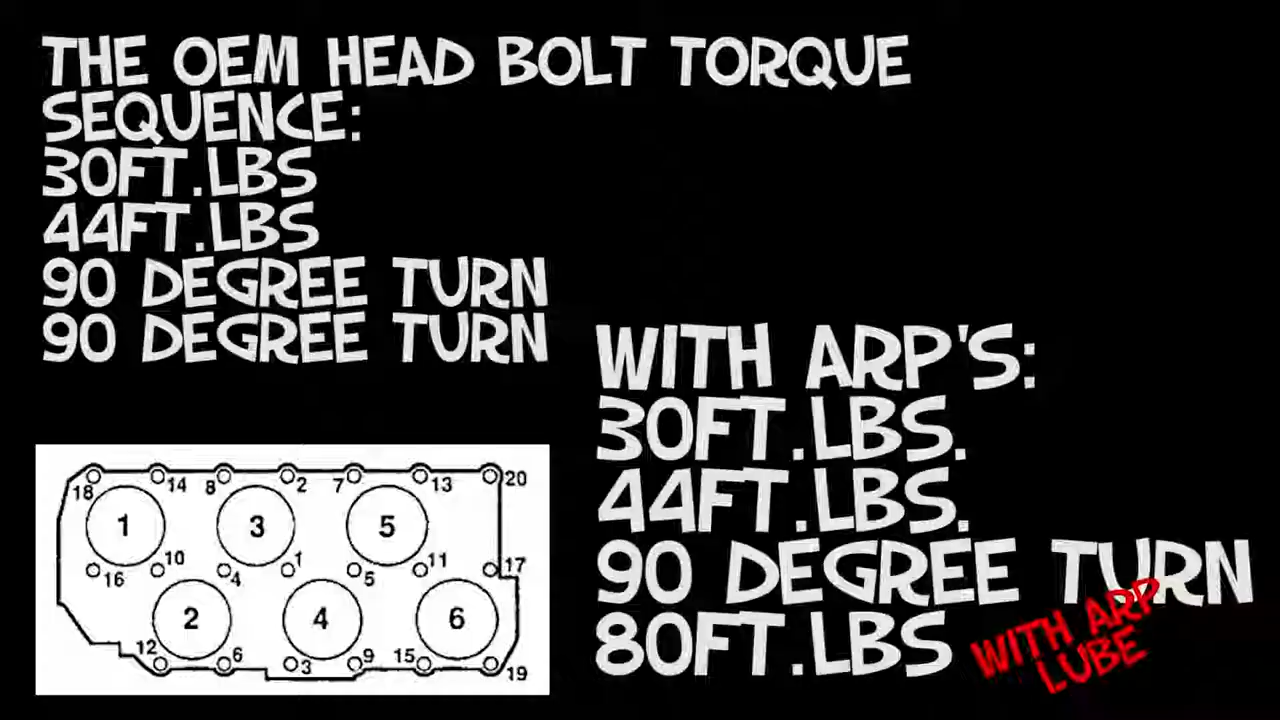 THE OEM HEAD BOLT TORQUE
SEQUENCE:
30FT.LBS
44FT.LBS
90 DEGREE TURN
90 DEGREE TURN
WITH ARP'S:
30FT.LBS.
44FT.LBS.
90 DEGREE TURN
80FT.LBS
WITH ARP
LUBE
18 14 8 2 7 13 20
1 3 5
16 10 4 1 5 11 17
2 4 6
12 6 3 9 15 19